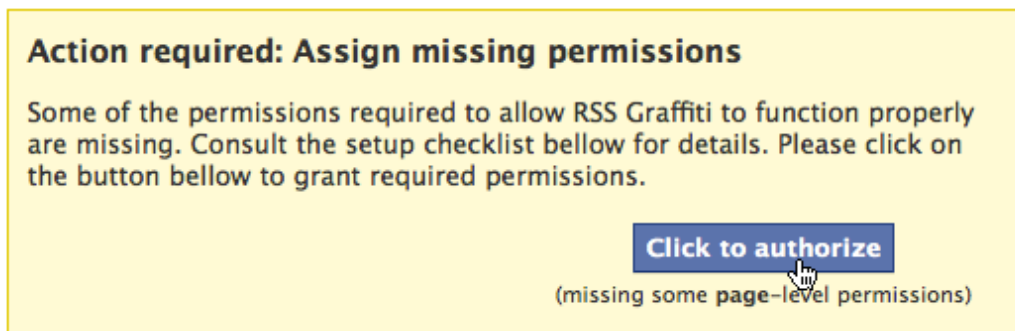 Action required: Assign missing permissions
Some of the permissions required to allow RSS Graffiti to function properly
are missing. Consult the setup checklist bellow for details. Please click on
the button bellow to grant required permissions.
Click to authorize
(missing some page-level permissions)